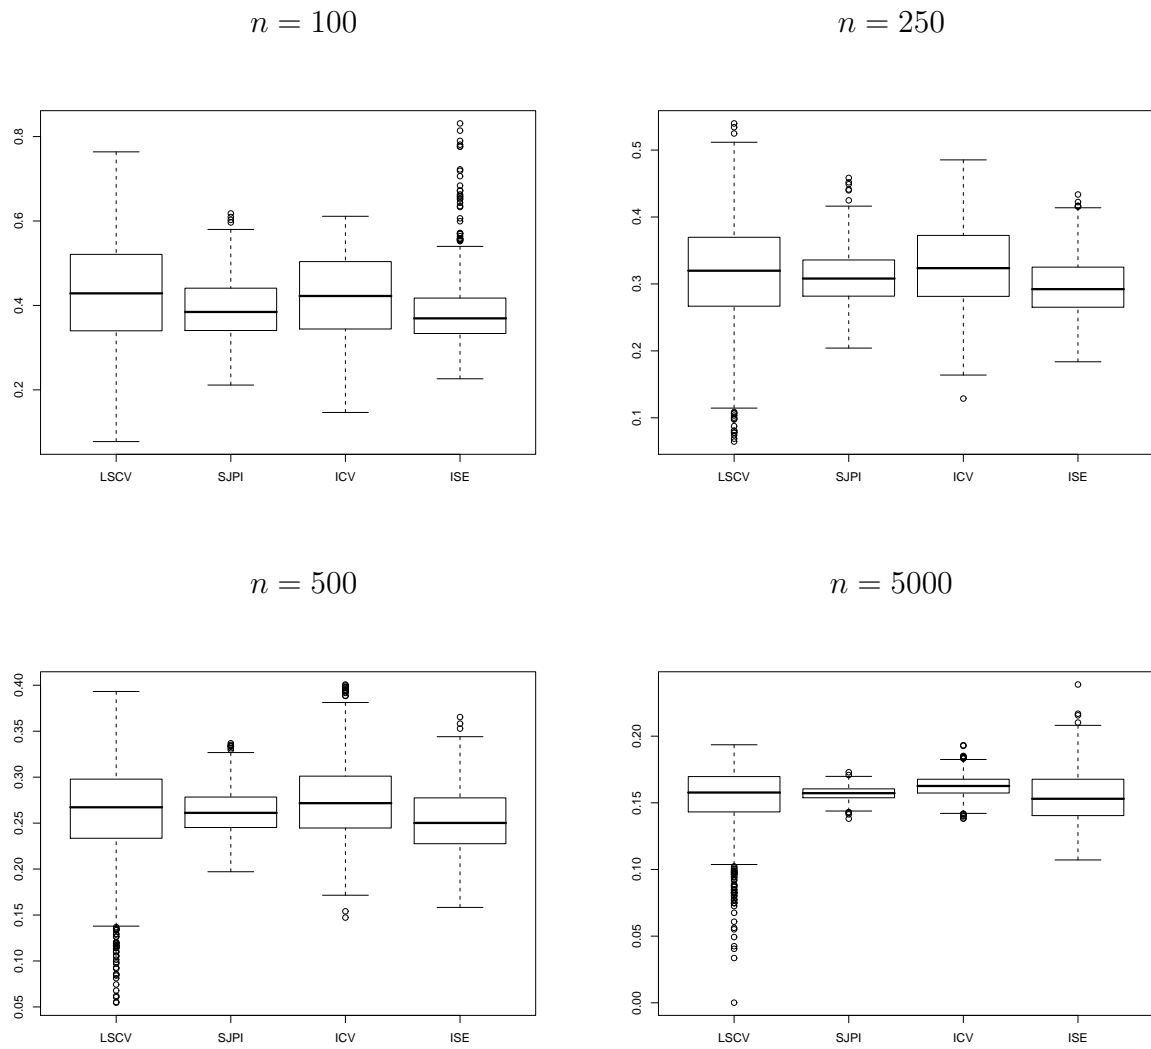 n = 100
0.8
0.6
0.4
0.2
LSCV SJPI ICV ISE
n = 250
0.5
0.4
0.3
0.2
0.1
LSCV SJPI ICV ISE
n = 500
0.40
0.35
0.30
0.25
0.20
0.15
0.10
0.05
LSCV SJPI ICV ISE
n = 5000
0.20
0.15
0.10
0.05
0.00
LSCV SJPI ICV ISE